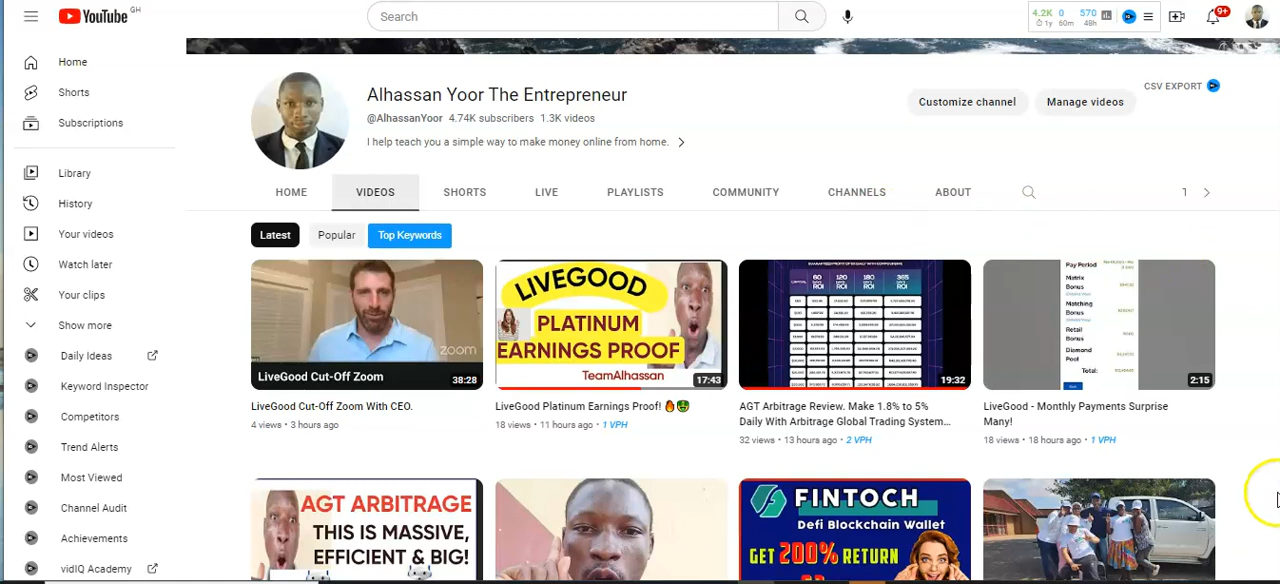 YouTube GH
Search
4.2K 0 570
1y 60m 48h
9+
Home
Shorts
Subscriptions
Library
History
Your videos
Watch later
Your clips
Show more
Daily Ideas
Keyword Inspector
Competitors
Trend Alerts
Most Viewed
Channel Audit
Achievements
vidIQ Academy
Alhassan Yoor The Entrepreneur
@AlhassanYoor 4.74K subscribers 1.3K videos
I help teach you a simple way to make money online from home.
Customize channel
Manage videos
CSV EXPORT
HOME VIDEOS SHORTS LIVE PLAYLISTS COMMUNITY CHANNELS ABOUT 1
Latest Popular Top Keywords
zoom
LiveGood Cut-Off Zoom
38:28
LiveGood Cut-Off Zoom With CEO.
4 views • 3 hours ago
LIVEGOOD
PLATINUM
EARNINGS PROOF
TeamAlhassan
17:43
LiveGood Platinum Earnings Proof! 🔥🤑
18 views • 11 hours ago • 1 VPH
60 120 180 365
ROI ROI ROI ROI
19:32
AGT Arbitrage Review. Make 1.8% to 5%
Daily With Arbitrage Global Trading System...
32 views • 13 hours ago • 2 VPH
Pay Period
Matrix
Bonus
Matching
Bonus
Retail
Bonus
Diamond
Pool
Total:
2:15
LiveGood - Monthly Payments Surprise
Many!
18 views • 18 hours ago • 1 VPH
AGT ARBITRAGE
THIS IS MASSIVE,
EFFICIENT & BIG!
FINTOCH
Defi Blockchain Wallet
GET 200% RETURN